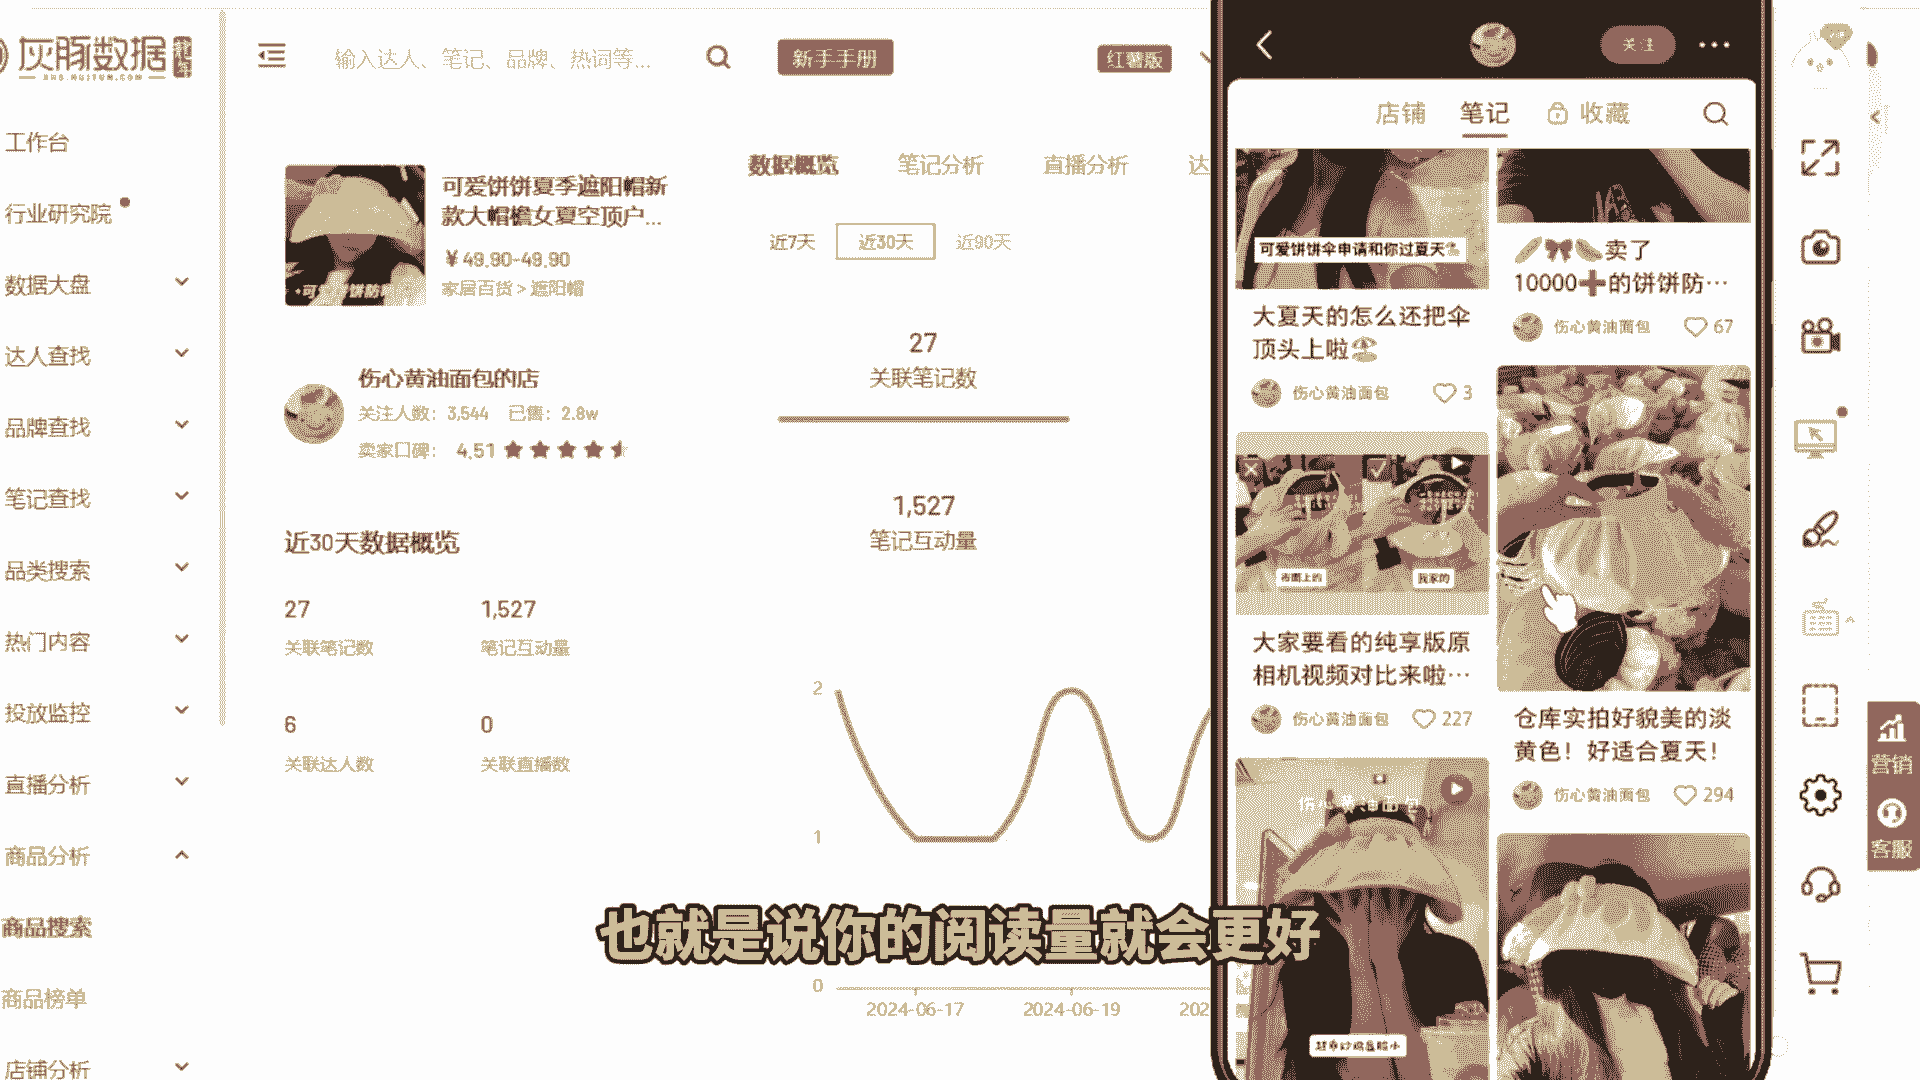 灰豚数据
XHS.HUITUN.COM
工作台
行业研究院
数据大盘
达人查找
品牌查找
笔记查找
品类搜索
热门内容
投放监控
直播分析
商品分析
商品搜索
商品榜单
店铺分析
输入达人、笔记、品牌、热词等...
新手手册
红薯版
可爱饼饼夏季遮阳帽新
款大帽檐女夏空顶户...
¥49.90-49.90
家居百货 > 遮阳帽
伤心黄油面包的店
关注人数：3,544 已售：2.8w
卖家口碑： 4.51
近30天数据概览
27
关联笔记数
1,527
笔记互动量
6
关联达人数
0
关联直播数
数据概览 笔记分析 直播分析 达
近7天 近30天 近90天
27
关联笔记数
1,527
笔记互动量
2
1
0
2024-06-17 2024-06-19 202
关注
店铺 笔记 收藏
可爱饼饼伞申请和你过夏天
大夏天的怎么还把伞
顶头上啦
伤心黄油面包 3
市面上的 我家的
大家要看的纯享版原
相机视频对比来啦…
伤心黄油面包 227
伤心黄油面包
卖了
10000➕的饼饼防…
伤心黄油面包 67
仓库实拍好貌美的淡
黄色！好适合夏天！
伤心黄油面包 294
营销
客服
也就是说你的阅读量就会更好